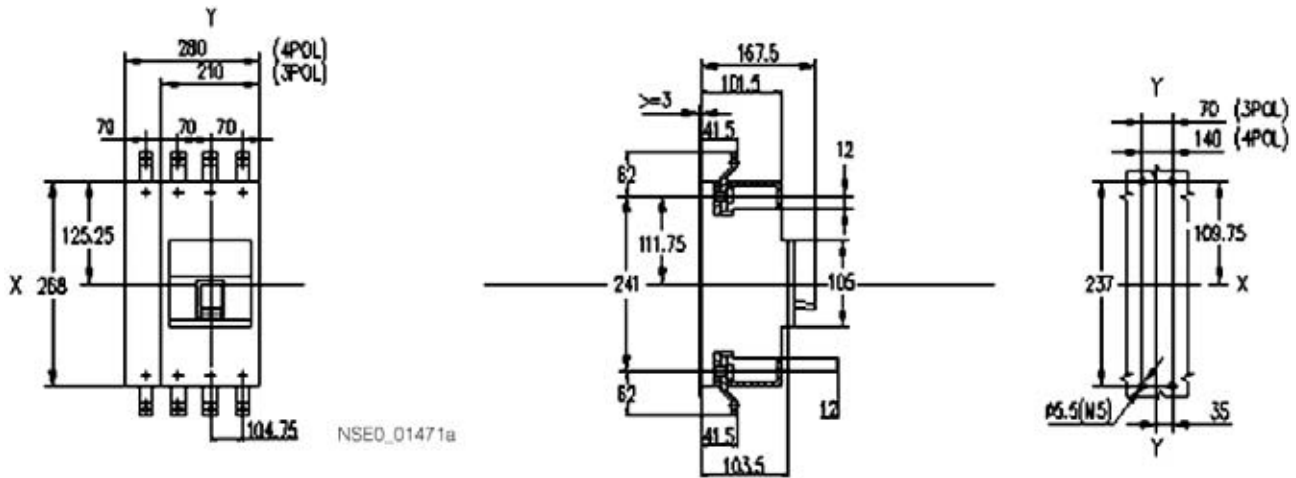 Y
280 (4POL)
210 (3POL)
70 70 70
125.25
X 268
104.75
NSE0_01471a
167.5
101.5
>=3
41.5
12
62
111.75
241
105
62
12
41.5
103.5
Y
70 (3POL)
140 (4POL)
109.75
237 X
ø5.5(M5) 35
Y